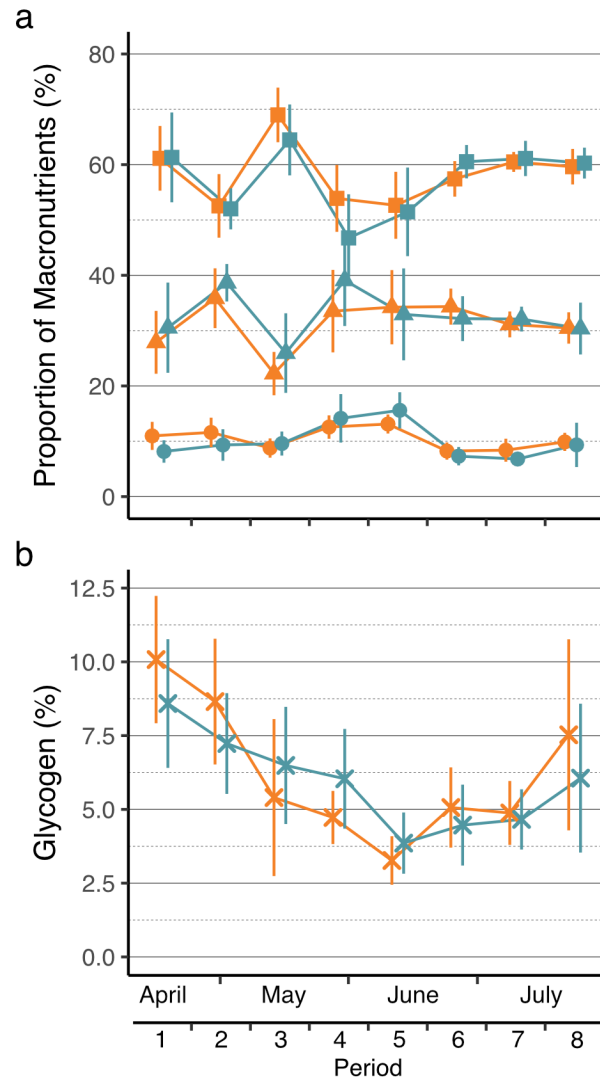 a
Proportion of Macronutrients (%)
80
60
40
20
0
b
Glycogen (%)
12.5
10.0
7.5
5.0
2.5
0.0
April May June July
1 2 3 4 5 6 7 8
Period